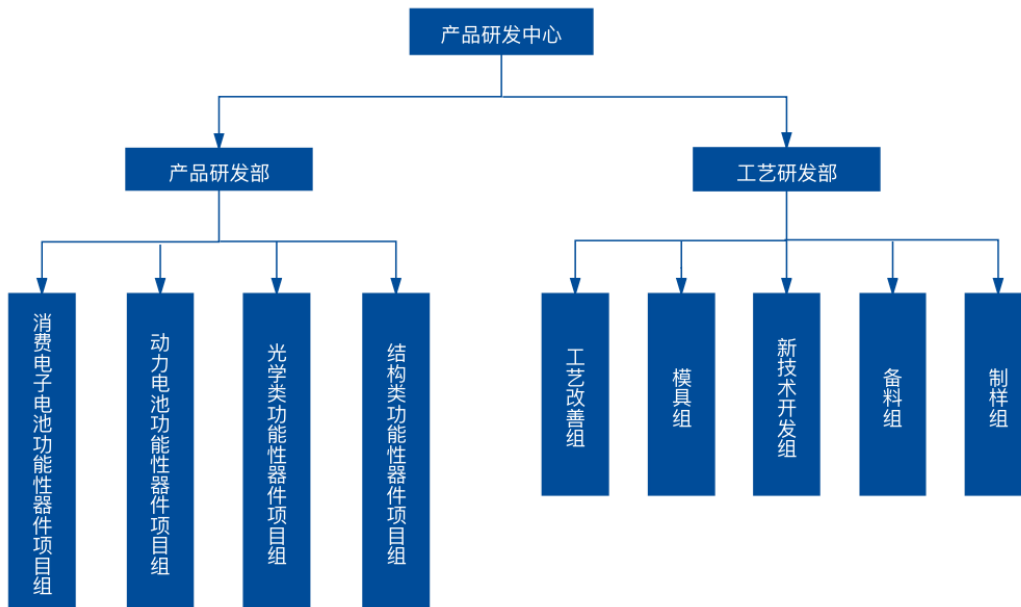 产品研发中心
产品研发部
工艺研发部
消费电子电池功能性器件项目组
动力电池功能性器件项目组
光学类功能性器件项目组
结构类功能性器件项目组
工艺改善组
模具组
新技术开发组
备料组
制样组